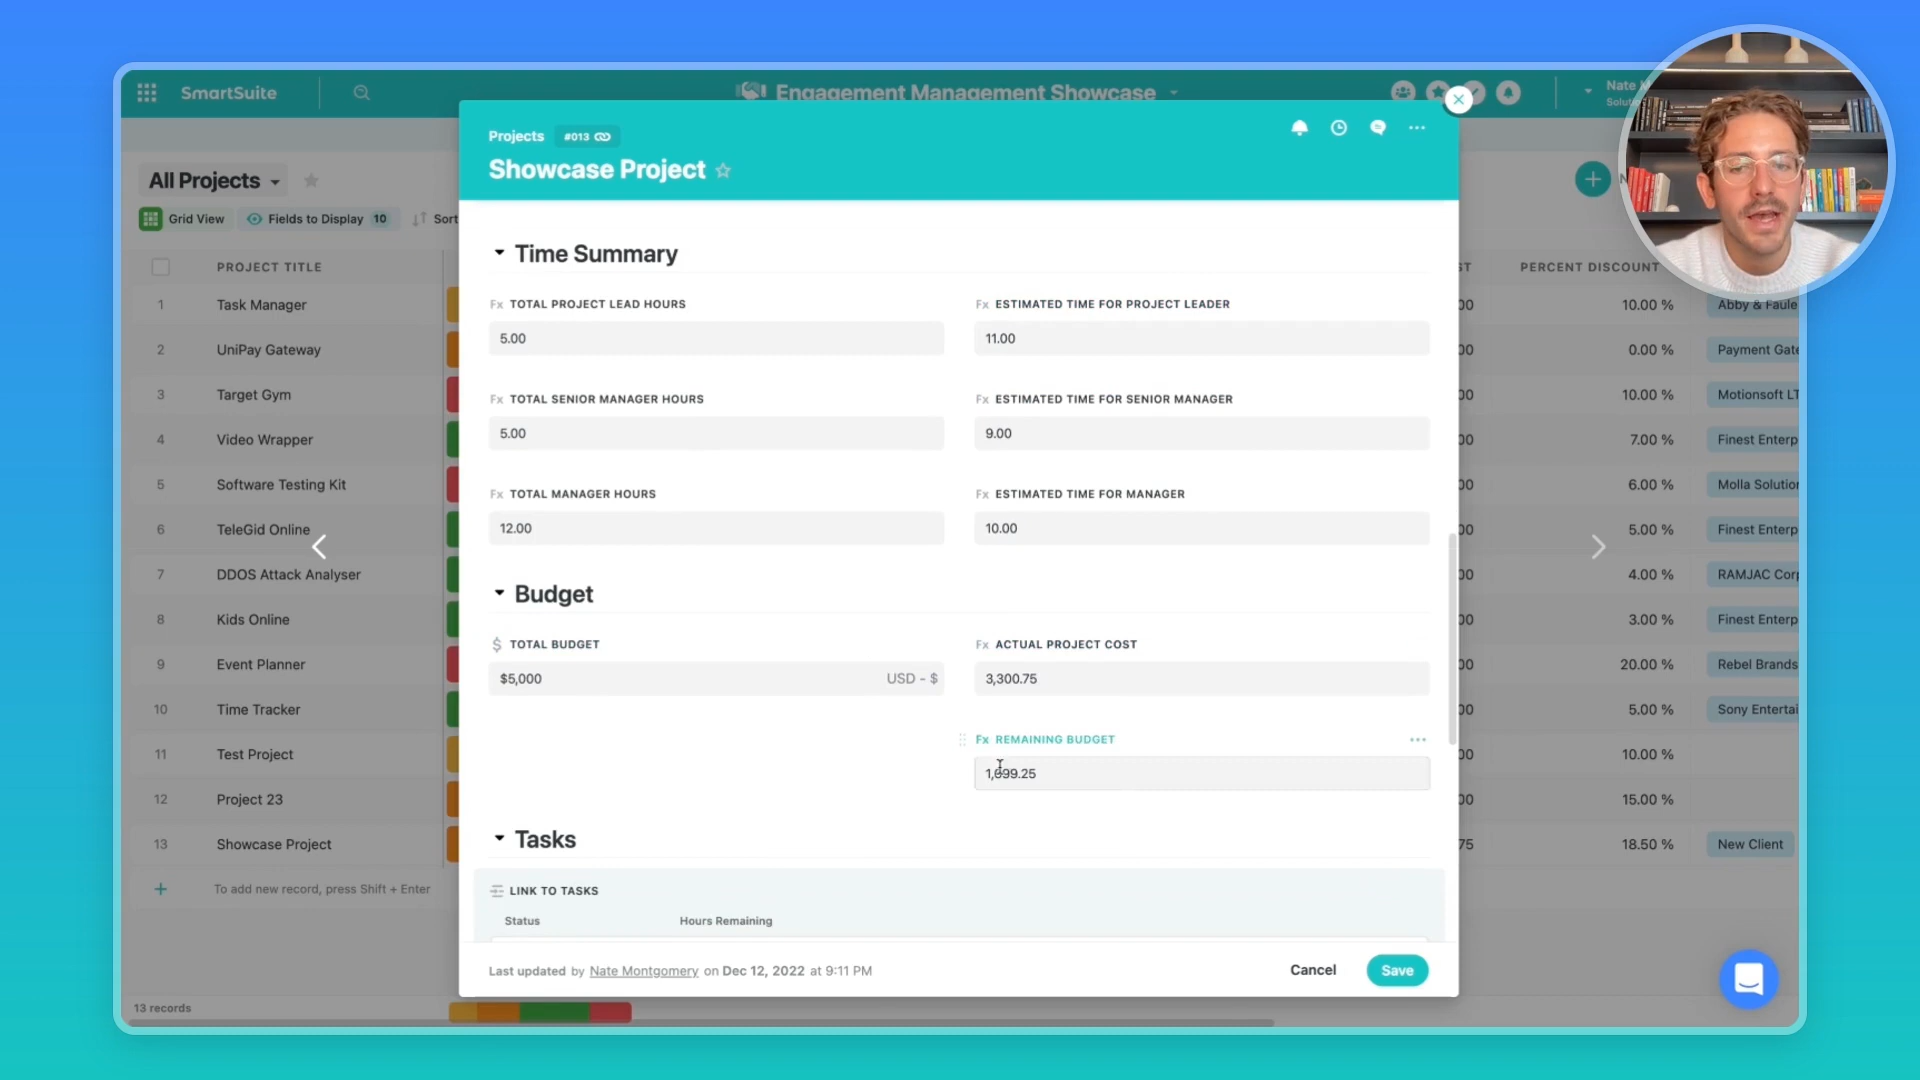 SmartSuite
Engagement Management Showcase
Nate
All Projects
Grid View
Fields to Display 10
Sort
PROJECT TITLE
PERCENT DISCOUNT
1 Task Manager 10.00 % Abby & Faule
2 UniPay Gateway 0.00 % Payment Gate
3 Target Gym 10.00 % Motionsoft LT
4 Video Wrapper 7.00 % Finest Enterp
5 Software Testing Kit 6.00 % Molla Solution
6 TeleGid Online 5.00 % Finest Enterp
7 DDOS Attack Analyser 4.00 % RAMJAC Corp
8 Kids Online 3.00 % Finest Enterp
9 Event Planner 20.00 % Rebel Brands
10 Time Tracker 5.00 % Sony Entertai
11 Test Project 10.00 %
12 Project 23 15.00 %
13 Showcase Project 75 18.50 % New Client
To add new record, press Shift + Enter
13 records
Projects #013
Showcase Project
Time Summary
Fx TOTAL PROJECT LEAD HOURS
5.00
Fx ESTIMATED TIME FOR PROJECT LEADER
11.00
Fx TOTAL SENIOR MANAGER HOURS
5.00
Fx ESTIMATED TIME FOR SENIOR MANAGER
9.00
Fx TOTAL MANAGER HOURS
12.00
Fx ESTIMATED TIME FOR MANAGER
10.00
Budget
$ TOTAL BUDGET
$5,000 USD - $
Fx ACTUAL PROJECT COST
3,300.75
Fx REMAINING BUDGET
1,699.25
Tasks
LINK TO TASKS
Status Hours Remaining
Last updated by Nate Montgomery on Dec 12, 2022 at 9:11 PM
Cancel
Save